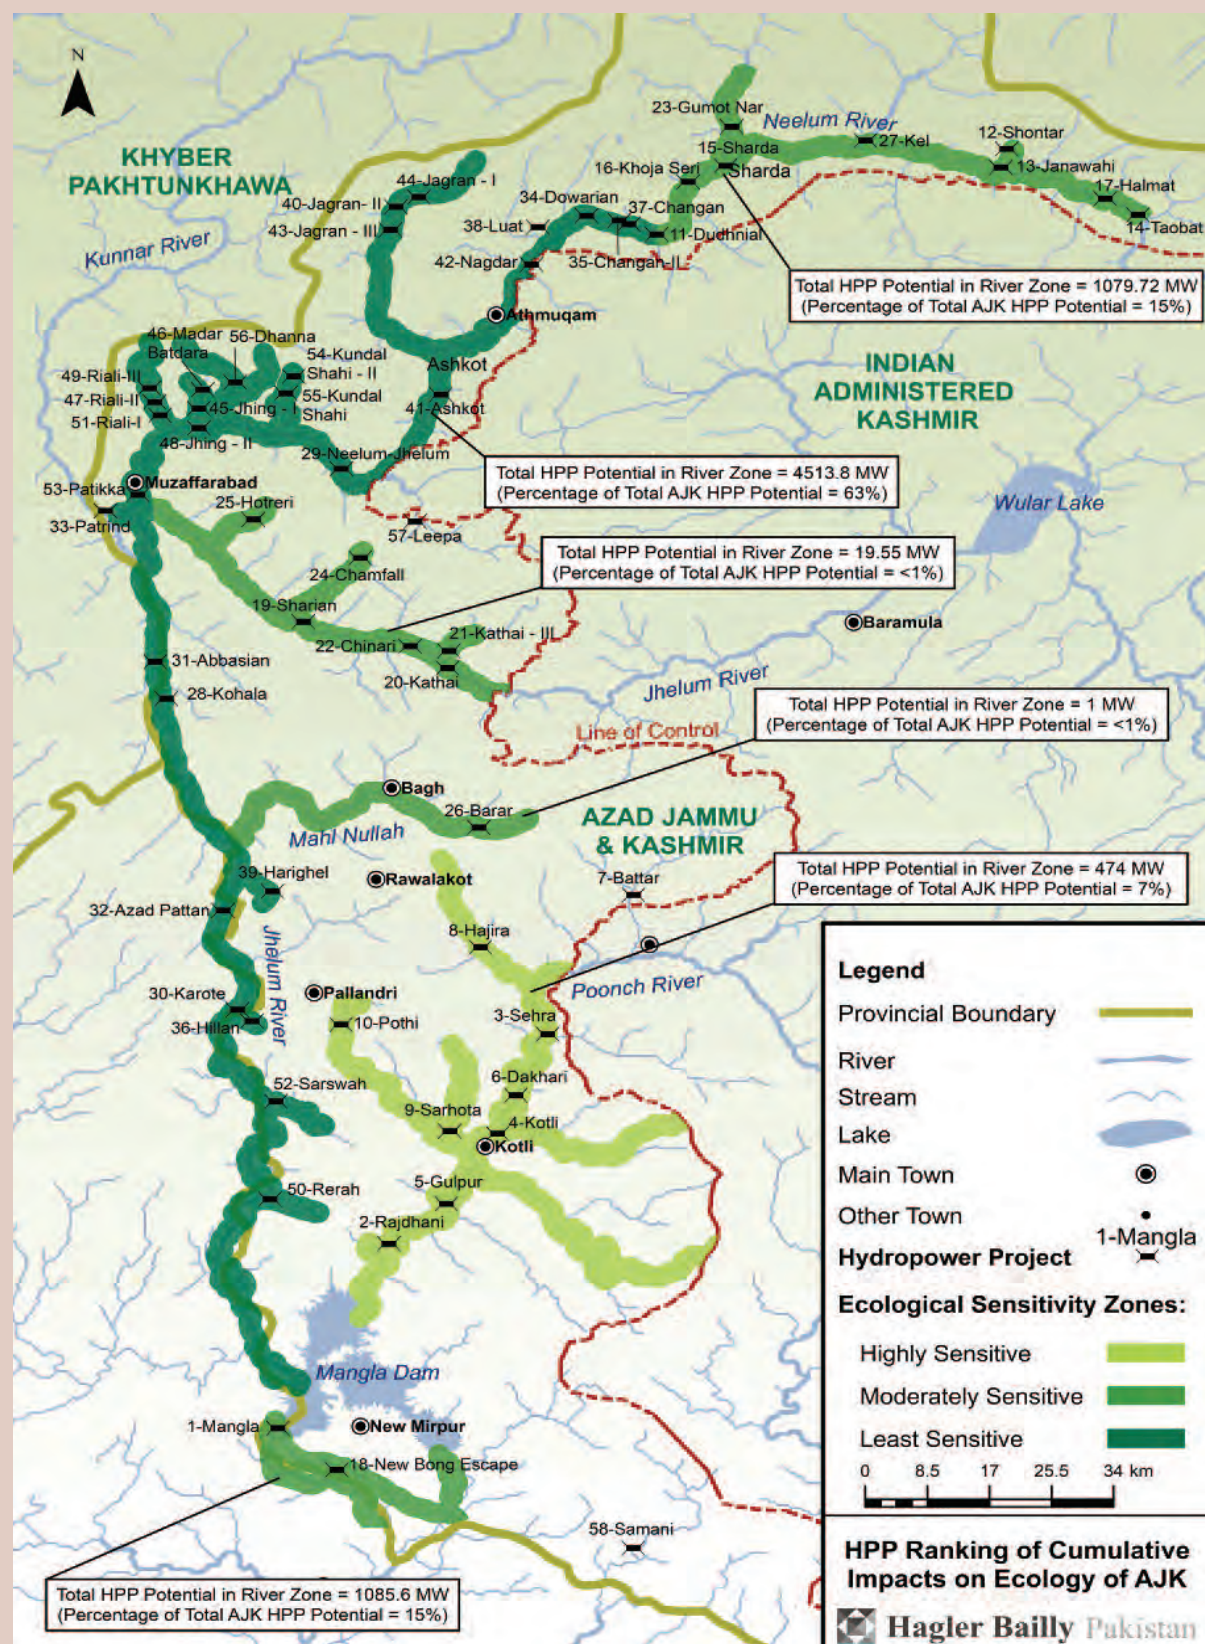 N
23-Gumot Nar
Neelum River
12-Shontar
27-Kel
15-Sharda
Sharda
13-Janawahi
16-Khoja Seri
17-Halmat
14-Taobat
KHYBER
PAKHTUNKHAWA
44-Jagran - I
40-Jagran- II
43-Jagran - III
34-Dowarian
37-Changan
38-Luat
11-Dudhnial
35-Changan-II
42-Nagdar
Kunnar River
Total HPP Potential in River Zone = 1079.72 MW
(Percentage of Total AJK HPP Potential = 15%)
Athmuqam
46-Madar
Batdara
56-Dhanna
54-Kundal
Shahi - II
49-Riali-III
55-Kundal
Shahi
47-Riali-II
45-Jhing - I
51-Riali-I
48-Jhing - II
Ashkot
41-Ashkot
INDIAN
ADMINISTERED
KASHMIR
29-Neelum-Jhelum
Total HPP Potential in River Zone = 4513.8 MW
(Percentage of Total AJK HPP Potential = 63%)
Muzaffarabad
53-Patikka
33-Patrind
25-Hotreri
57-Leepa
Wular Lake
Total HPP Potential in River Zone = 19.55 MW
(Percentage of Total AJK HPP Potential = <1%)
24-Chamfall
19-Sharian
21-Kathai - III
22-Chinari
20-Kathai
Baramula
31-Abbasian
28-Kohala
Jhelum River
Line of Control
Total HPP Potential in River Zone = 1 MW
(Percentage of Total AJK HPP Potential = <1%)
Bagh
26-Barar
Mahl Nullah
AZAD JAMMU
& KASHMIR
39-Harighel
Rawalakot
7-Battar
Total HPP Potential in River Zone = 474 MW
(Percentage of Total AJK HPP Potential = 7%)
32-Azad Pattan
8-Hajira
Jhelum River
Poonch River
30-Karote
Pallandri
36-Hillan
10-Pothi
3-Sehra
52-Sarswah
6-Dakhari
9-Sarhota
4-Kotli
Kotli
50-Rerah
5-Gulpur
2-Rajdhani
Mangla Dam
1-Mangla
New Mirpur
18-New Bong Escape
58-Samani
Total HPP Potential in River Zone = 1085.6 MW
(Percentage of Total AJK HPP Potential = 15%)
Legend
Provincial Boundary
River
Stream
Lake
Main Town
Other Town
1-Mangla
Hydropower Project
Ecological Sensitivity Zones:
Highly Sensitive
Moderately Sensitive
Least Sensitive
0 8.5 17 25.5 34 km
HPP Ranking of Cumulative
Impacts on Ecology of AJK
Hagler Bailly Pakistan